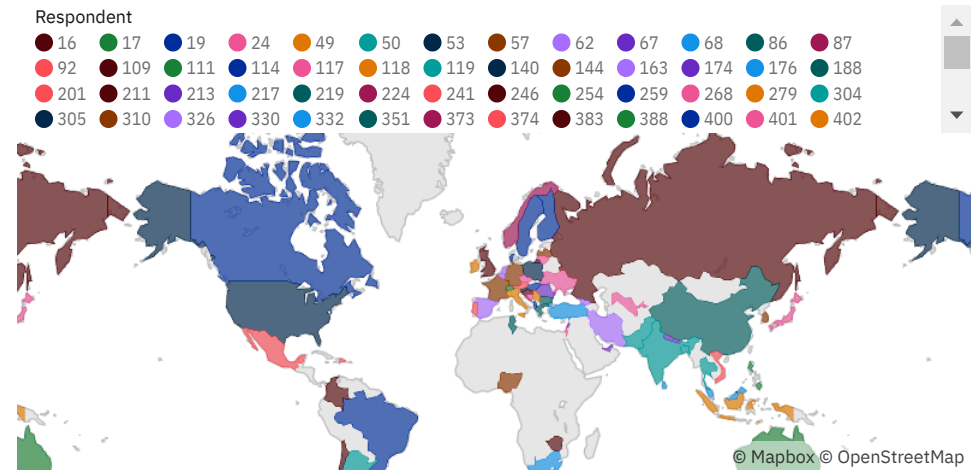 Respondent
16 17 19 24 49 50 53 57 62 67 68 86 87
92 109 111 114 117 118 119 140 144 163 174 176 188
201 211 213 217 219 224 241 246 254 259 268 279 304
305 310 326 330 332 351 373 374 383 388 400 401 402
© Mapbox © OpenStreetMap